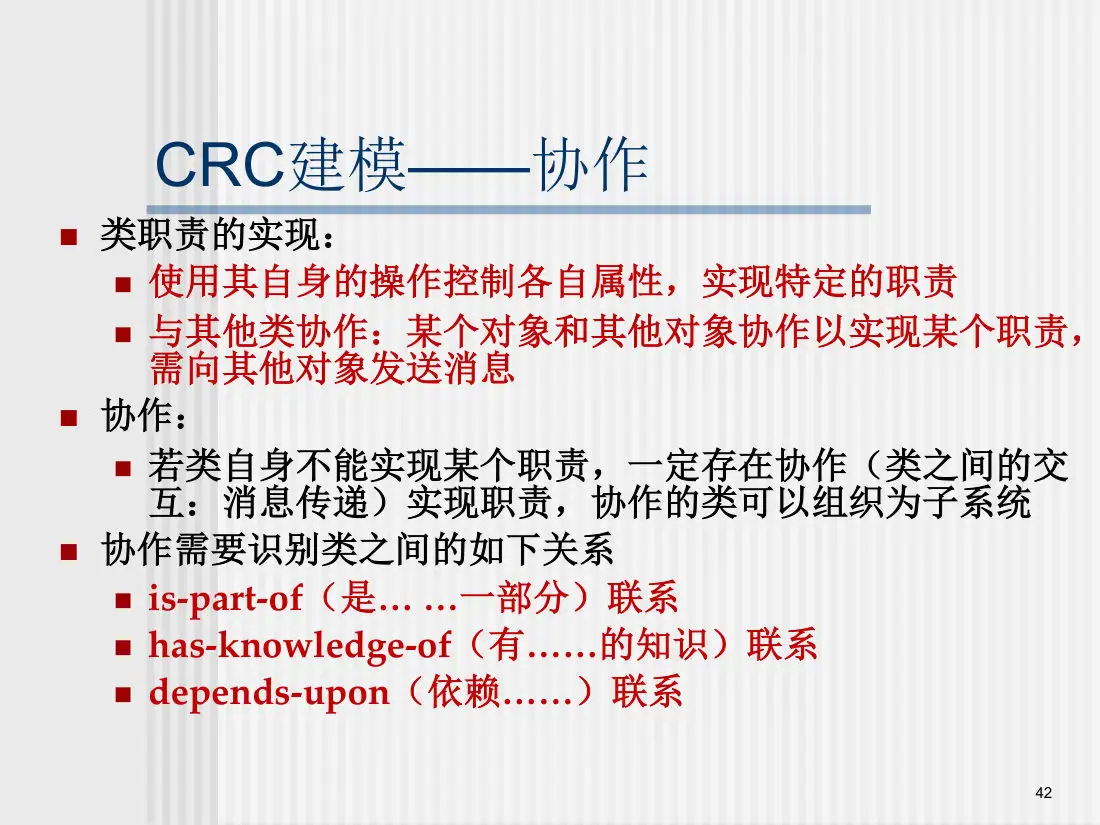 CRC建模——协作
类职责的实现：
使用其自身的操作控制各自属性，实现特定的职责
与其他类协作：某个对象和其他对象协作以实现某个职责，
需向其他对象发送消息
协作：
若类自身不能实现某个职责，一定存在协作（类之间的交
互：消息传递）实现职责，协作的类可以组织为子系统
协作需要识别类之间的如下关系
is-part-of（是… …一部分）联系
has-knowledge-of（有……的知识）联系
depends-upon（依赖……）联系
42